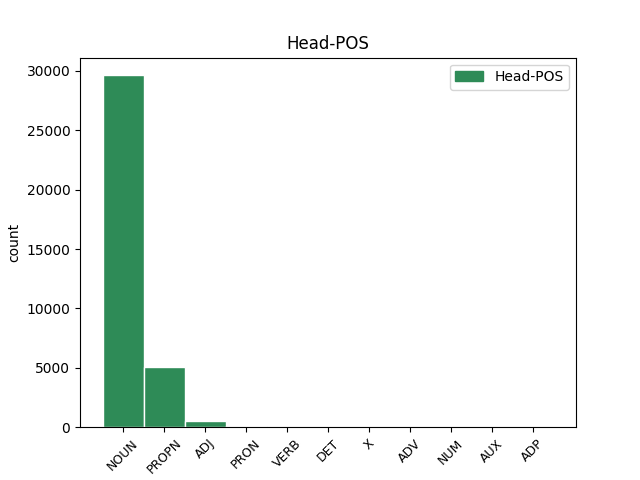 Head-POS
Head-POS
count
30000
25000
20000
15000
10000
5000
0
NOUN
PROPN
ADJ
PRON
VERB
DET
X
ADV
NUM
AUX
ADP